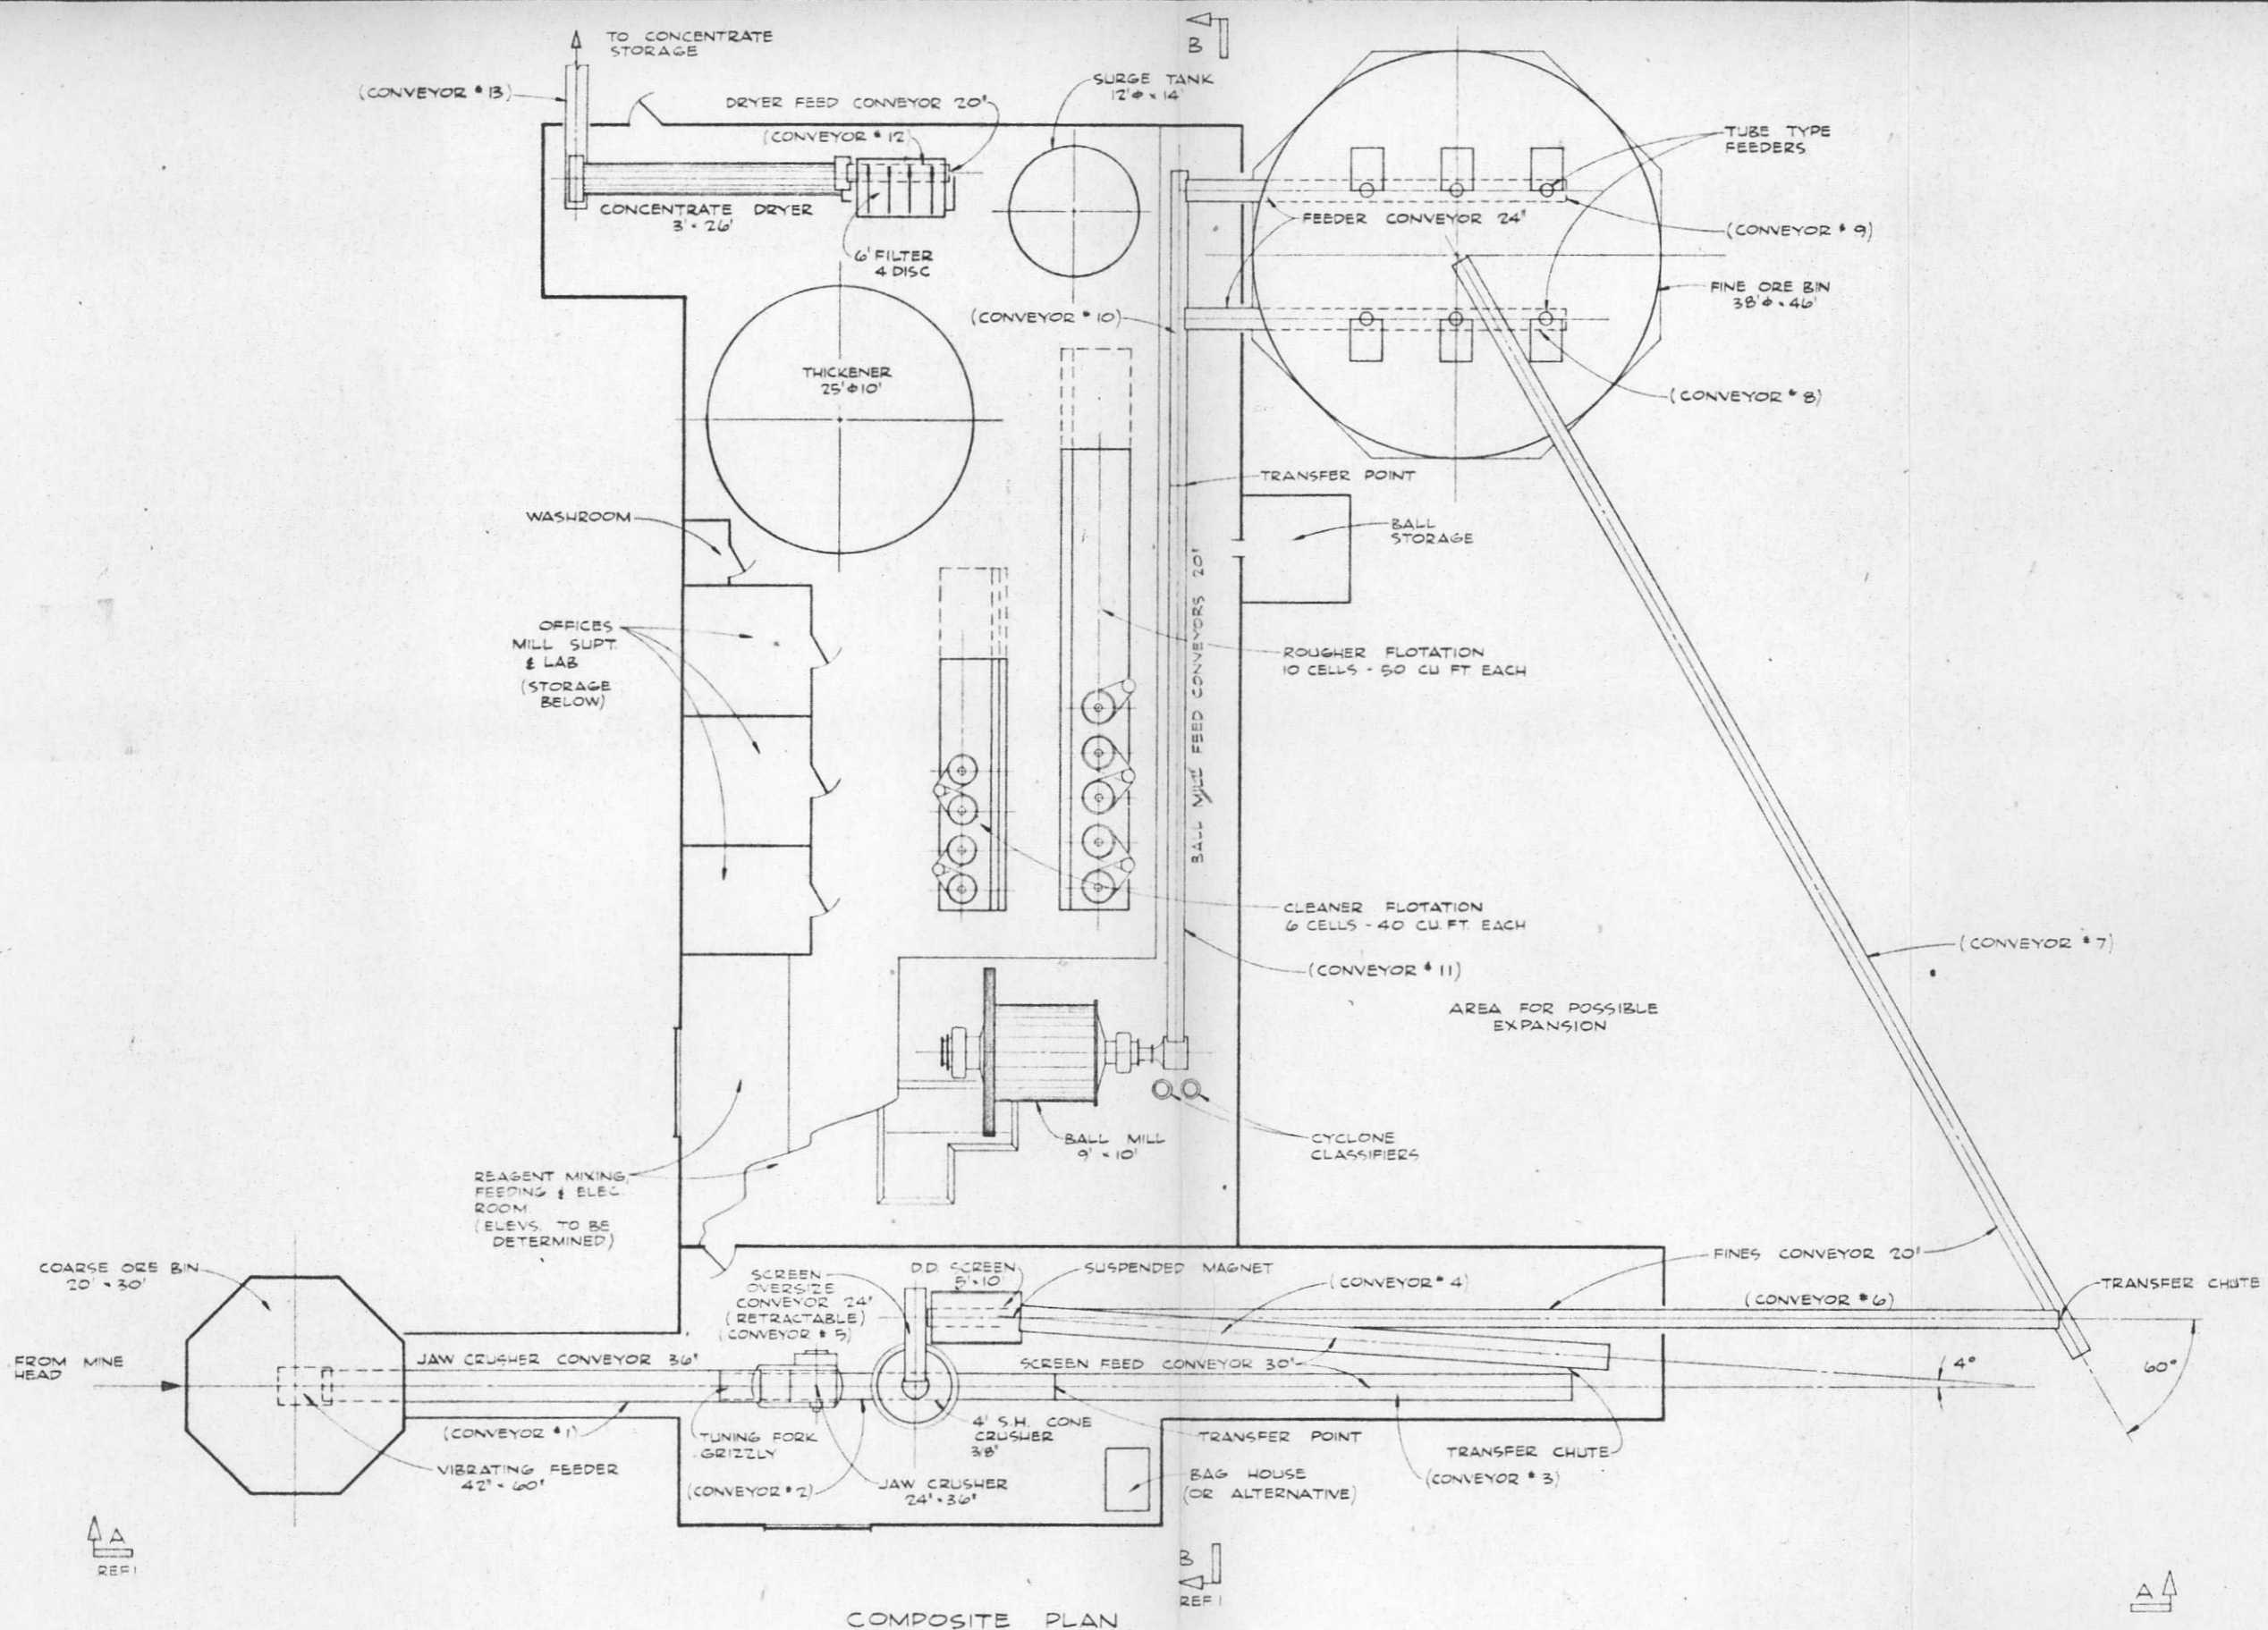 TO CONCENTRATE
STORAGE
B
(CONVEYOR #13)
DRYER FEED CONVEYOR 20"
(CONVEYOR #12)
SURGE TANK
12'φ x 14'
TUBE TYPE
FEEDERS
CONCENTRATE DRYER
3' x 26'
6' FILTER
4 DISC
FEEDER CONVEYOR 24"
(CONVEYOR #9)
(CONVEYOR #10)
FINE ORE BIN
38'φ x 46'
THICKENER
25'φ10'
(CONVEYOR #8)
TRANSFER POINT
WASHROOM
BALL
STORAGE
BALL MILL FEED CONVEYORS 20"
OFFICES
MILL SUPT.
& LAB
(STORAGE
BELOW)
ROUGHER FLOTATION
10 CELLS - 50 CU FT EACH
CLEANER FLOTATION
6 CELLS - 40 CU. FT. EACH
(CONVEYOR #7)
(CONVEYOR #11)
AREA FOR POSSIBLE
EXPANSION
BALL MILL
9' x 10'
CYCLONE
CLASSIFIERS
REAGENT MIXING,
FEEDING & ELEC.
ROOM
(ELEVS. TO BE
DETERMINED)
COARSE ORE BIN
20' x 30'
SCREEN
OVERSIZE
CONVEYOR 24"
(RETRACTABLE)
(CONVEYOR #5)
D.D. SCREEN
5' x 10'
SUSPENDED MAGNET
(CONVEYOR #4)
FINES CONVEYOR 20"
(CONVEYOR #6)
TRANSFER CHUTE
FROM MINE
HEAD
JAW CRUSHER CONVEYOR 36"
SCREEN FEED CONVEYOR 30"
4°
60°
(CONVEYOR #1)
TUNING FORK
GRIZZLY
4' S.H. CONE
CRUSHER
3/8"
TRANSFER POINT
TRANSFER CHUTE
VIBRATING FEEDER
42" x 60"
(CONVEYOR #2)
JAW CRUSHER
24" x 36"
BAG HOUSE
(OR ALTERNATIVE)
(CONVEYOR #3)
A
REF 1
B
REF 1
A
COMPOSITE PLAN